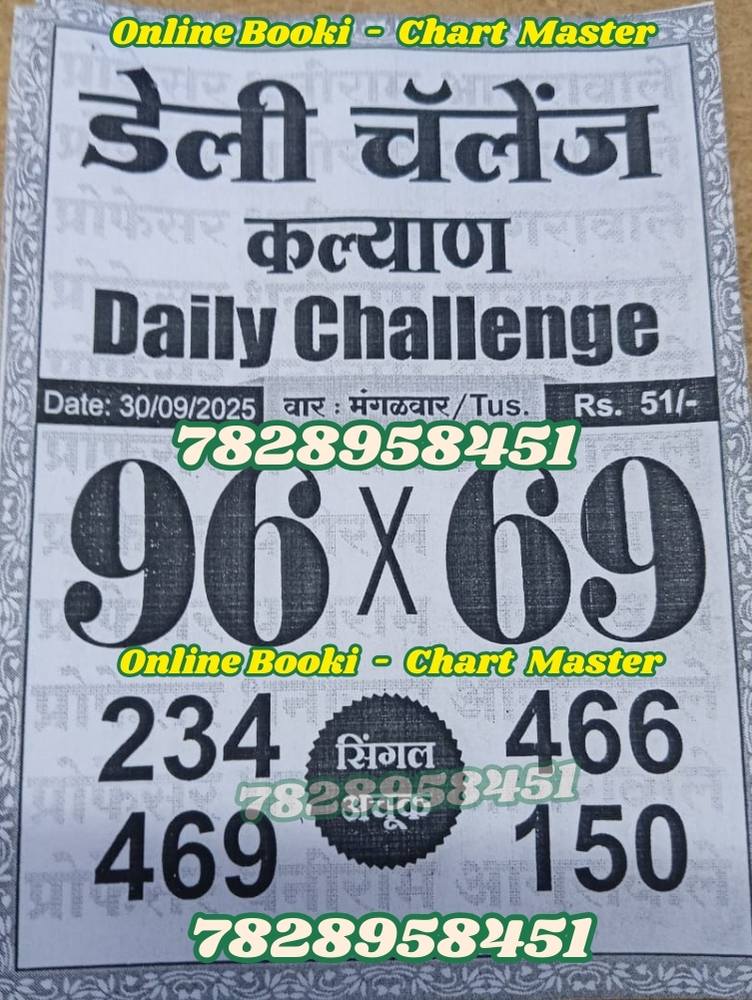 Online Booki - Chart Master
डेली चॅलेंज
कल्याण
Daily Challenge
Date: 30/09/2025 वार : मंगळवार/Tus. Rs. 51/-
7828958451
96 X 69
Online Booki - Chart Master
234 466
सिंगल
7828958451
अचूक
469 150
7828958451